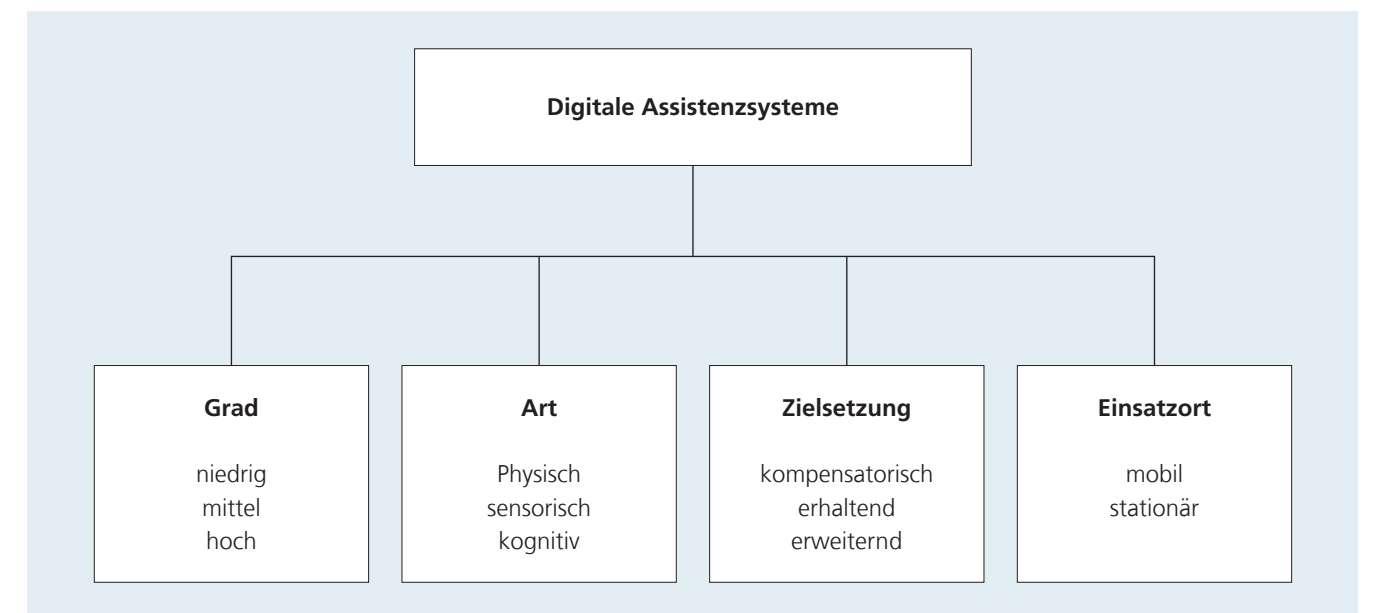 Digitale Assistenzsysteme
Grad
niedrig
mittel
hoch
Art
Physisch
sensorisch
kognitiv
Zielsetzung
kompensatorisch
erhaltend
erweiternd
Einsatzort
mobil
stationär